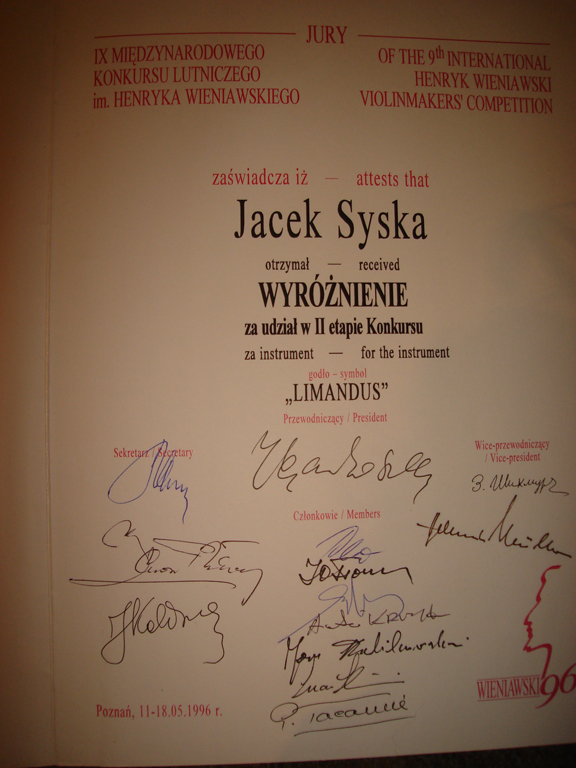 JURY
IX MIĘDZYNARODOWEGO
KONKURSU LUTNICZEGO
im. HENRYKA WIENIAWSKIEGO
OF THE 9th INTERNATIONAL
HENRYK WIENIAWSKI
VIOLINMAKERS' COMPETITION
zaświadcza iż — attests that
Jacek Syska
otrzymał — received
WYRÓŻNIENIE
za udział w II etapie Konkursu
za instrument — for the instrument
godło – symbol
„LIMANDUS”
Przewodniczący / President
Sekretarz / Secretary
Wice-przewodniczący
/ Vice-president
Członkowie / Members
Poznań, 11-18.05.1996 r.
WIENIAWSKI 96